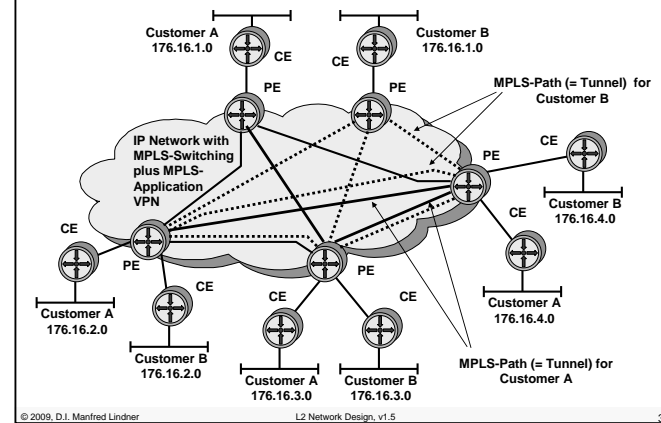 Customer A
176.16.1.0
Customer B
176.16.1.0
CE
CE
PE
PE
MPLS-Path (= Tunnel) for
Customer B
IP Network with
MPLS-Switching
plus MPLS-
Application
VPN
CE
PE
Customer B
176.16.4.0
CE
PE
CE
Customer A
176.16.2.0
CE
Customer B
176.16.2.0
PE
CE
CE
Customer A
176.16.3.0
Customer B
176.16.3.0
Customer A
176.16.4.0
MPLS-Path (= Tunnel) for
Customer A
© 2009, D.I. Manfred Lindner
L2 Network Design, v1.5